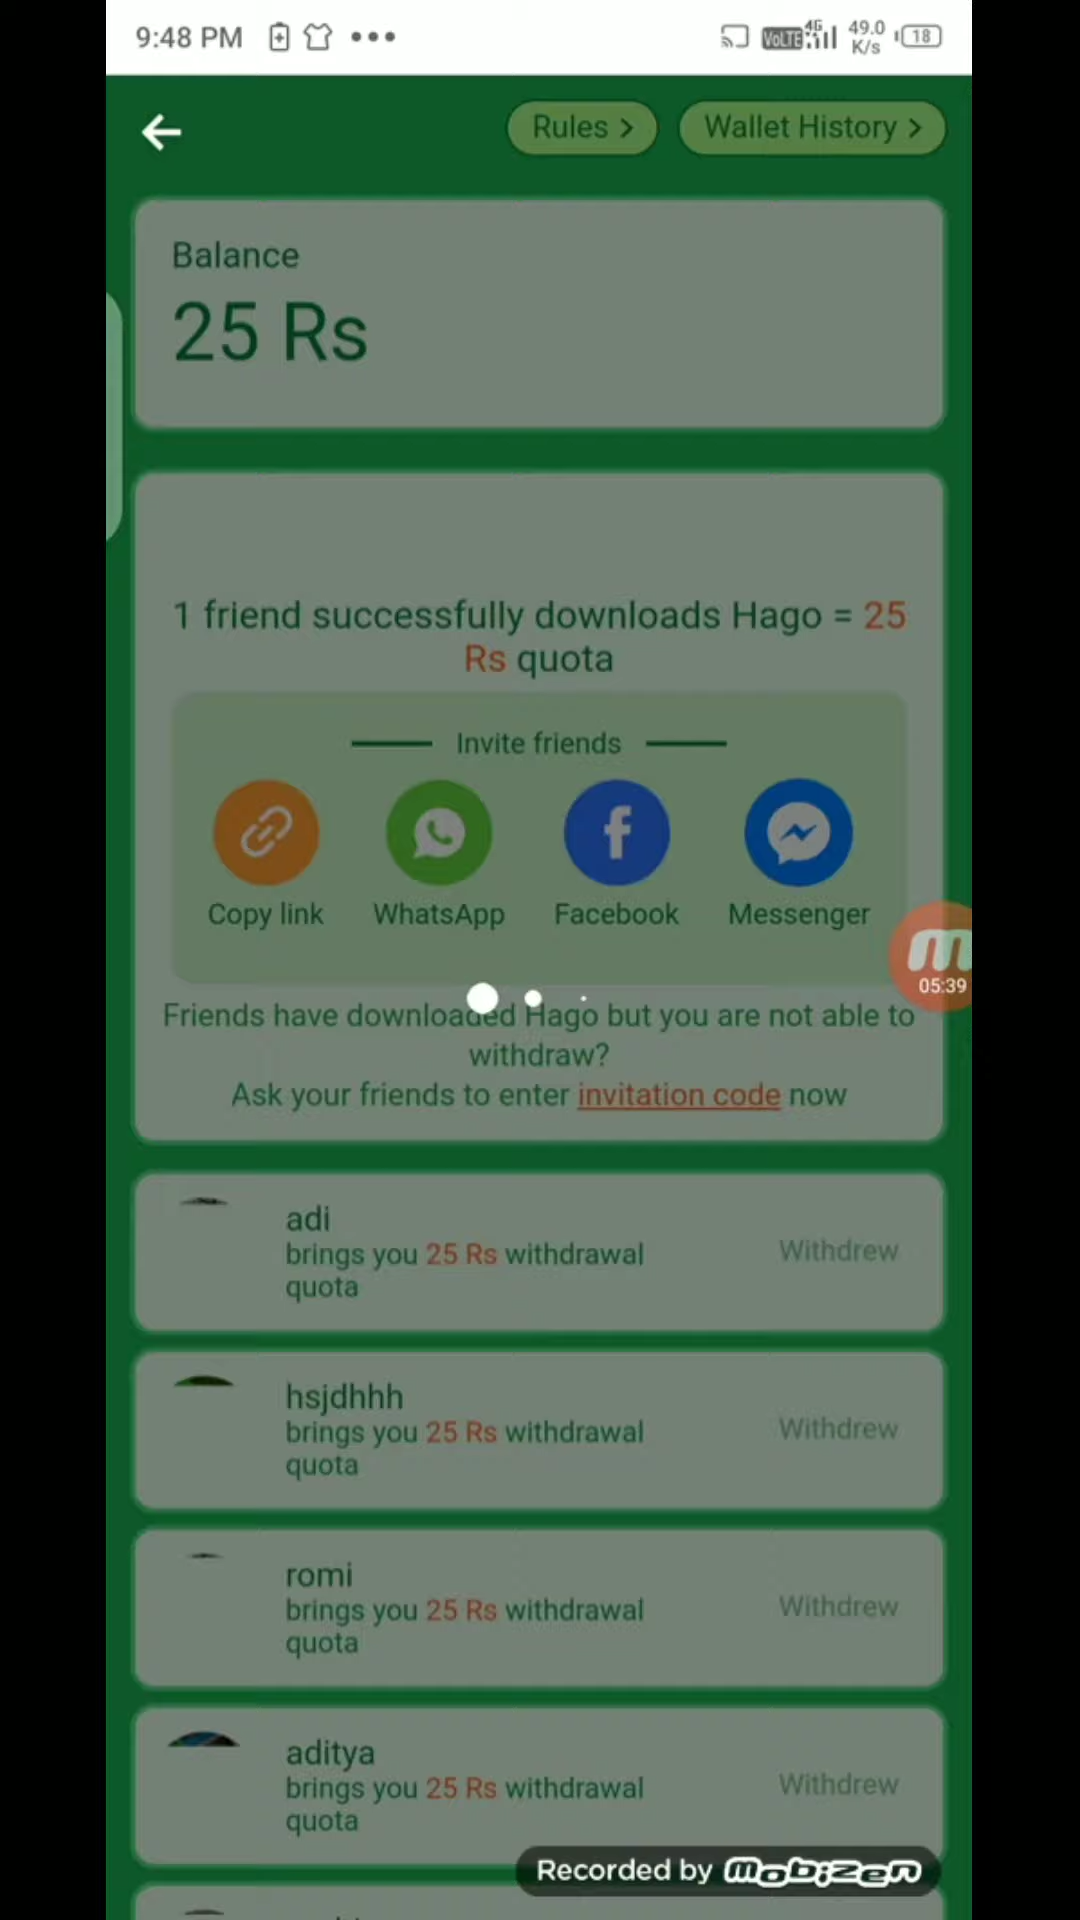 9:48 PM
VoLTE 4G 49.0 K/s 18
Rules >
Wallet History >
Balance
25 Rs
1 friend successfully downloads Hago = 25
Rs quota
Invite friends
Copy link
WhatsApp
Facebook
Messenger
05:39
Friends have downloaded Hago but you are not able to
withdraw?
Ask your friends to enter invitation code now
adi
brings you 25 Rs withdrawal
quota
Withdrew
hsjdhhh
brings you 25 Rs withdrawal
quota
Withdrew
romi
brings you 25 Rs withdrawal
quota
Withdrew
aditya
brings you 25 Rs withdrawal
quota
Withdrew
Recorded by mobizen